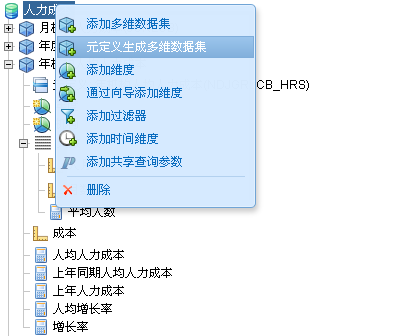 人力成
月
添加多维数据集
年度
元定义生成多维数据集
年
添加维度
CB_HRS)
通过向导添加维度
添加过滤器
添加时间维度
添加共享查询参数
删除
平均人数
成本
人均人力成本
上年同期人均人力成本
上年人力成本
人均增长率
增长率